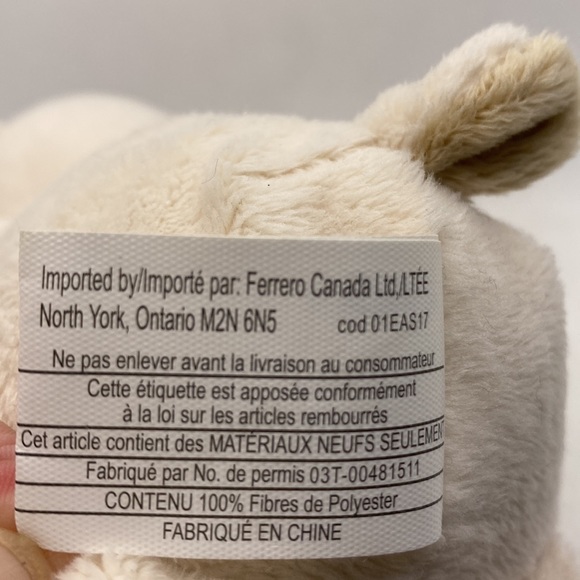 Imported by/Importé par: Ferrero Canada Ltd./LTÉE
North York, Ontario M2N 6N5 cod 01EAS17
Ne pas enlever avant la livraison au consommateur
Cette étiquette est apposée conformément
à la loi sur les articles rembourrés
Cet article contient des MATÉRIAUX NEUFS SEULEMEN
Fabriqué par No. de permis 03T-00481511
CONTENU 100% Fibres de Polyester
FABRIQUÉ EN CHINE